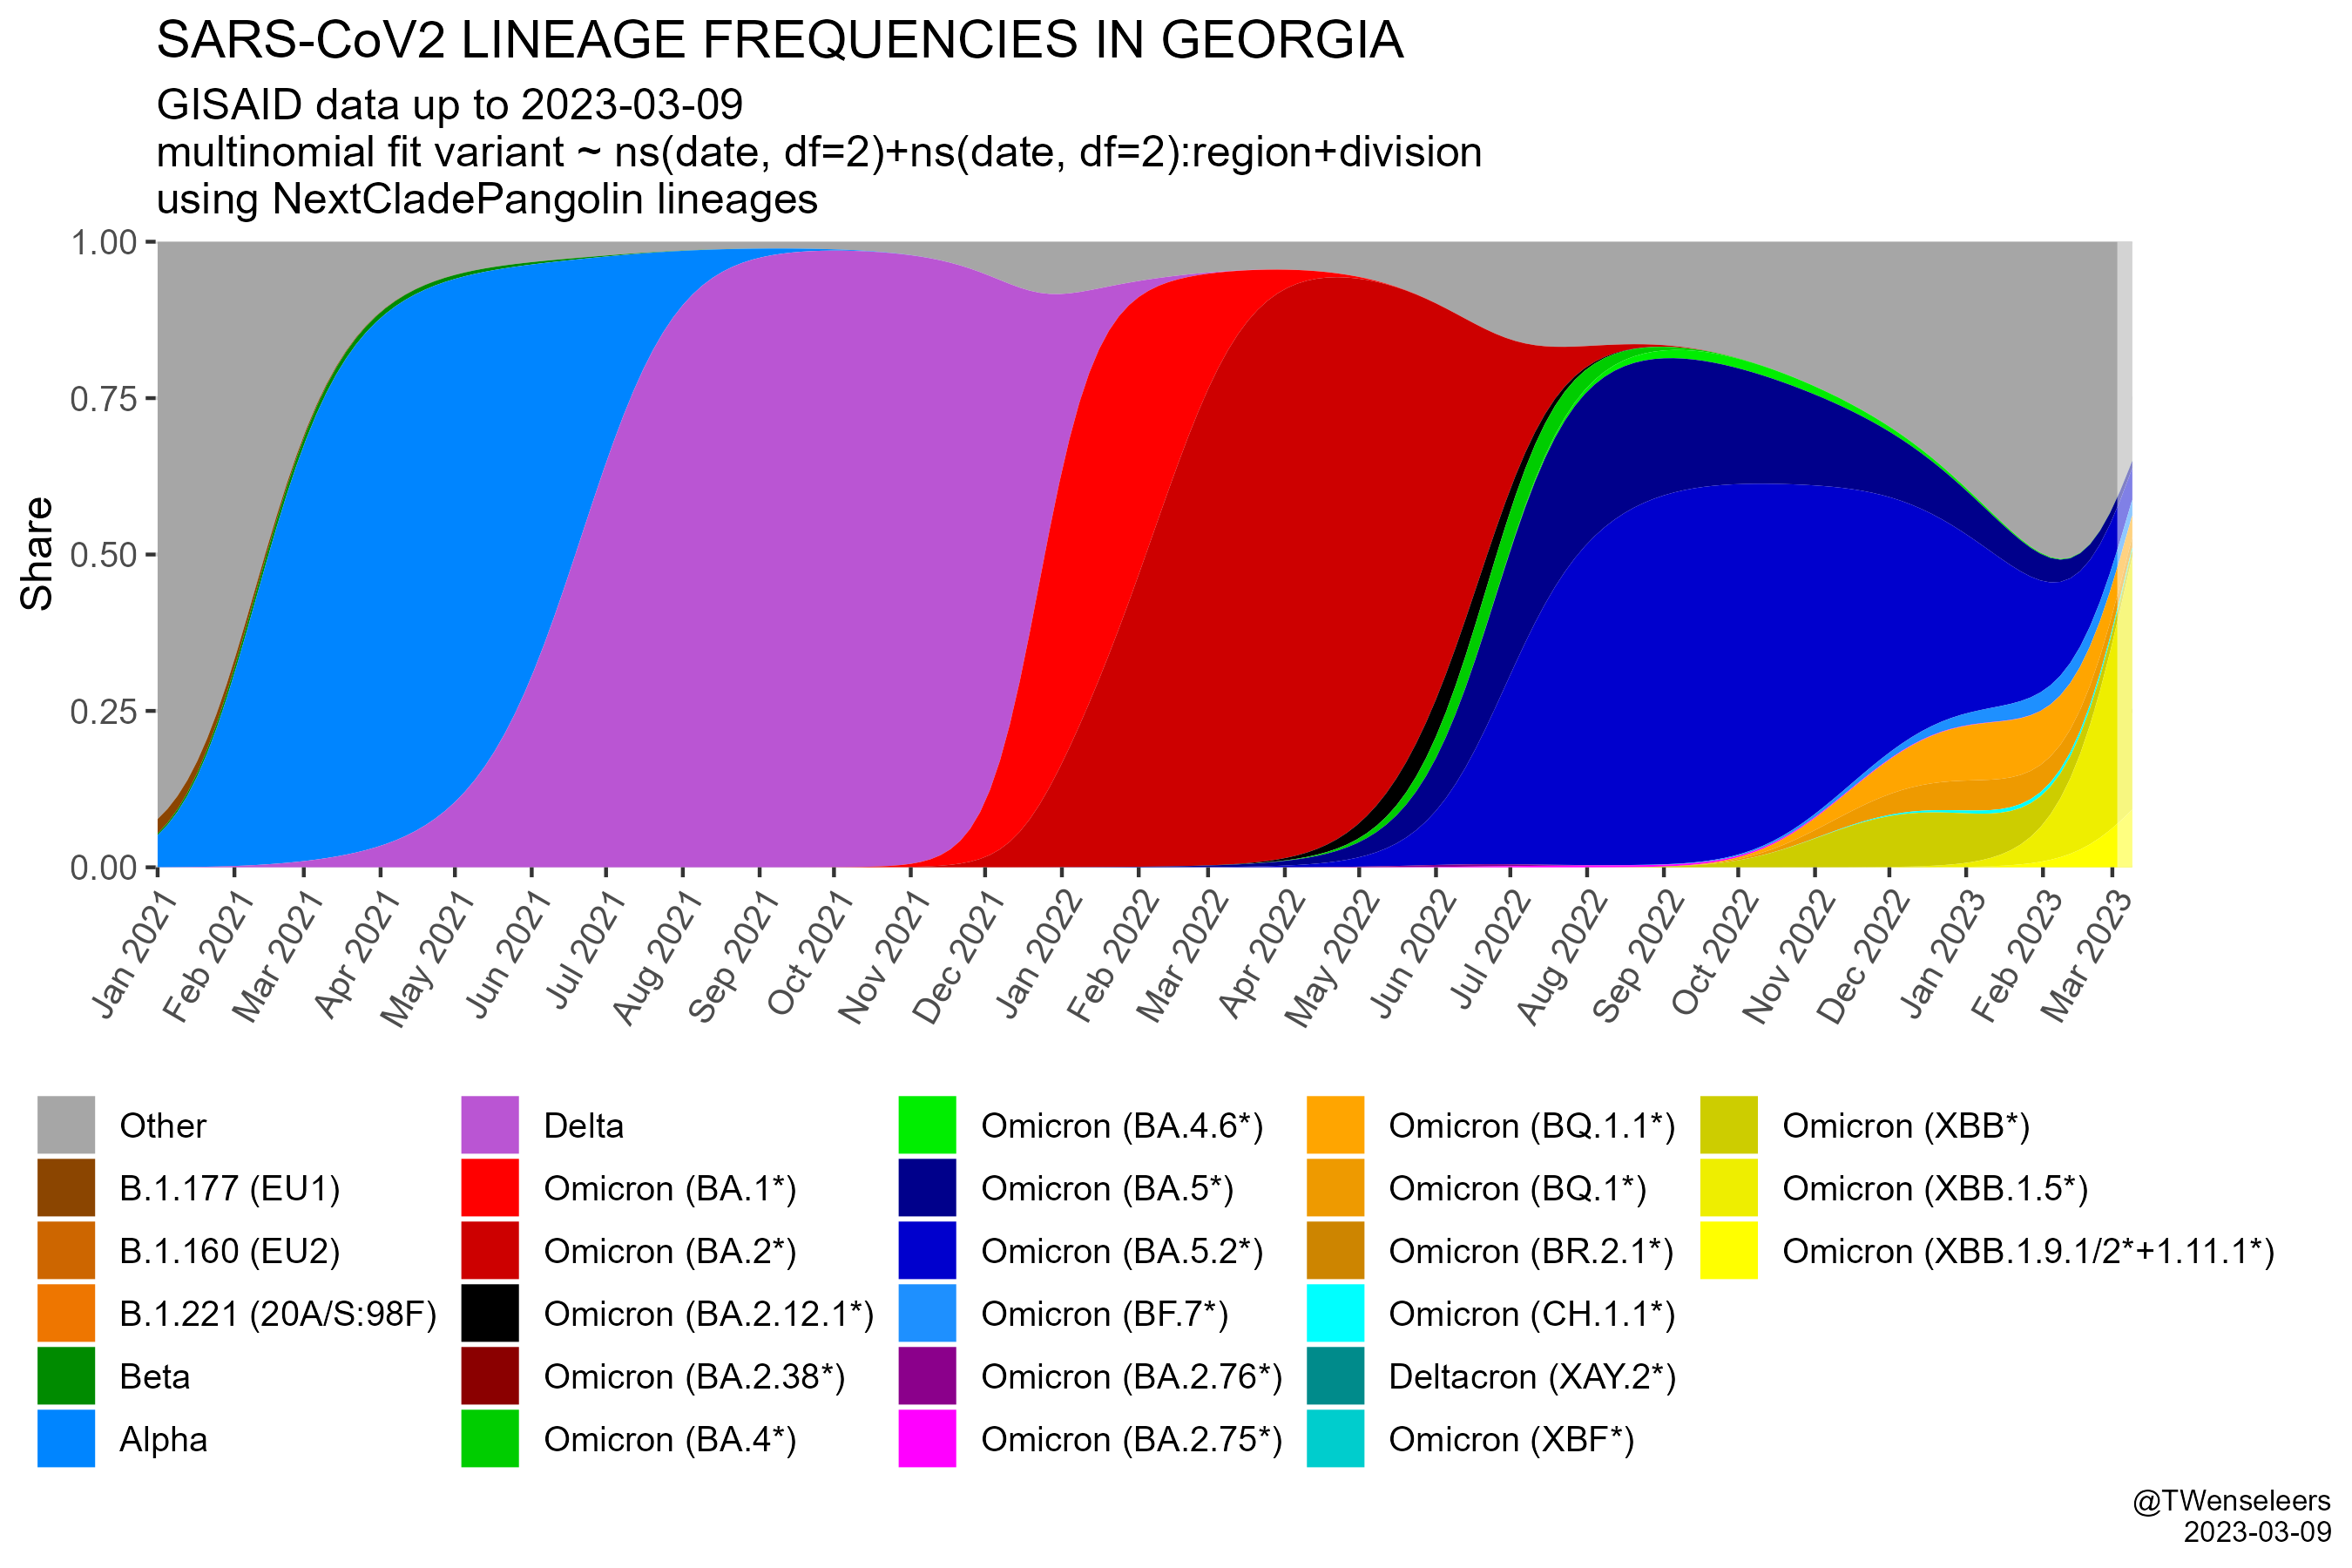 SARS-CoV2 LINEAGE FREQUENCIES IN GEORGIA
GISAID data up to 2023-03-09
multinomial fit variant ~ ns(date, df=2)+ns(date, df=2):region+division
using NextCladePangolin lineages
Share
1.00
0.75
0.50
0.25
0.00
Jan 2021
Feb 2021
Mar 2021
Apr 2021
May 2021
Jun 2021
Jul 2021
Aug 2021
Sep 2021
Oct 2021
Nov 2021
Dec 2021
Jan 2022
Feb 2022
Mar 2022
Apr 2022
May 2022
Jun 2022
Jul 2022
Aug 2022
Sep 2022
Oct 2022
Nov 2022
Dec 2022
Jan 2023
Feb 2023
Mar 2023
Other
B.1.177 (EU1)
B.1.160 (EU2)
B.1.221 (20A/S:98F)
Beta
Alpha
Delta
Omicron (BA.1*)
Omicron (BA.2*)
Omicron (BA.2.12.1*)
Omicron (BA.2.38*)
Omicron (BA.4*)
Omicron (BA.4.6*)
Omicron (BA.5*)
Omicron (BA.5.2*)
Omicron (BF.7*)
Omicron (BA.2.76*)
Omicron (BA.2.75*)
Omicron (BQ.1.1*)
Omicron (BQ.1*)
Omicron (BR.2.1*)
Omicron (CH.1.1*)
Deltacron (XAY.2*)
Omicron (XBF*)
Omicron (XBB*)
Omicron (XBB.1.5*)
Omicron (XBB.1.9.1/2*+1.11.1*)
@TWenseleers
2023-03-09